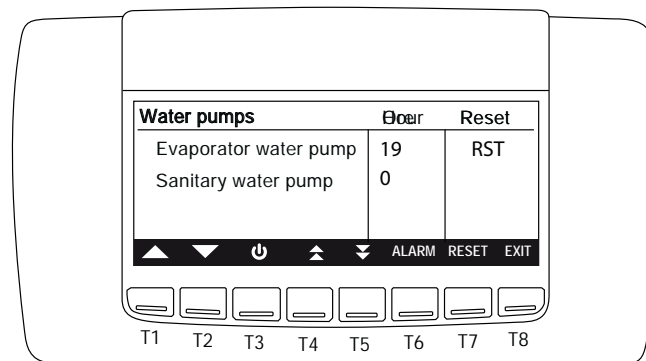 Water pumps Hour Reset
Evaporator water pump 19 RST
Sanitary water pump 0
ALARM RESET EXIT
T1 T2 T3 T4 T5 T6 T7 T8